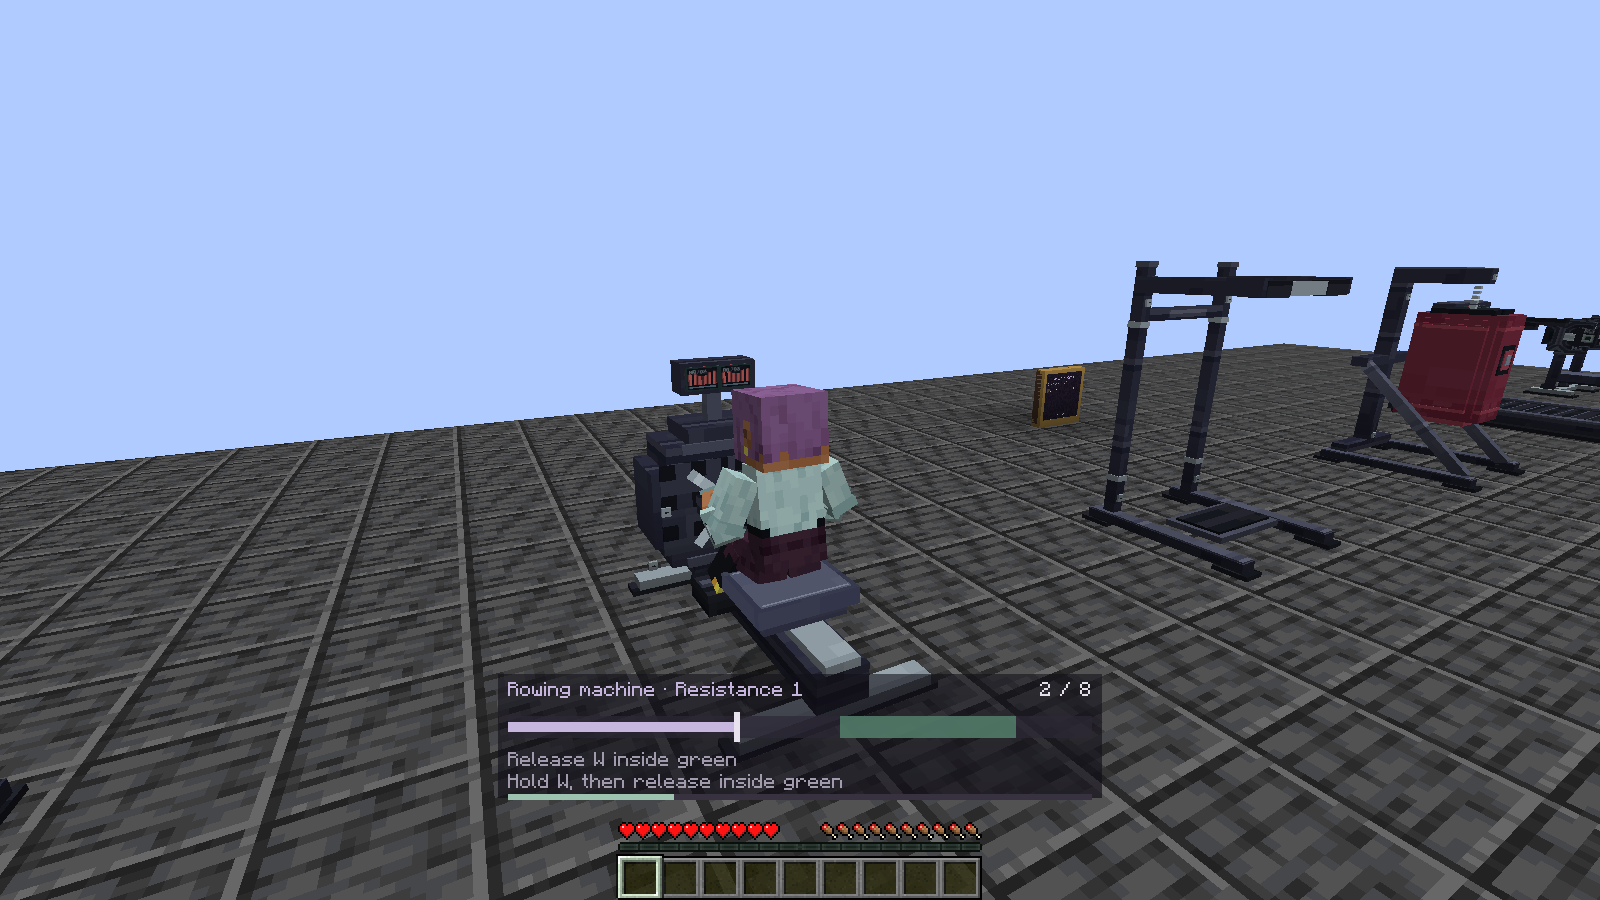 Rowing machine · Resistance 1
2 / 8
Release W inside green
Hold W, then release inside green